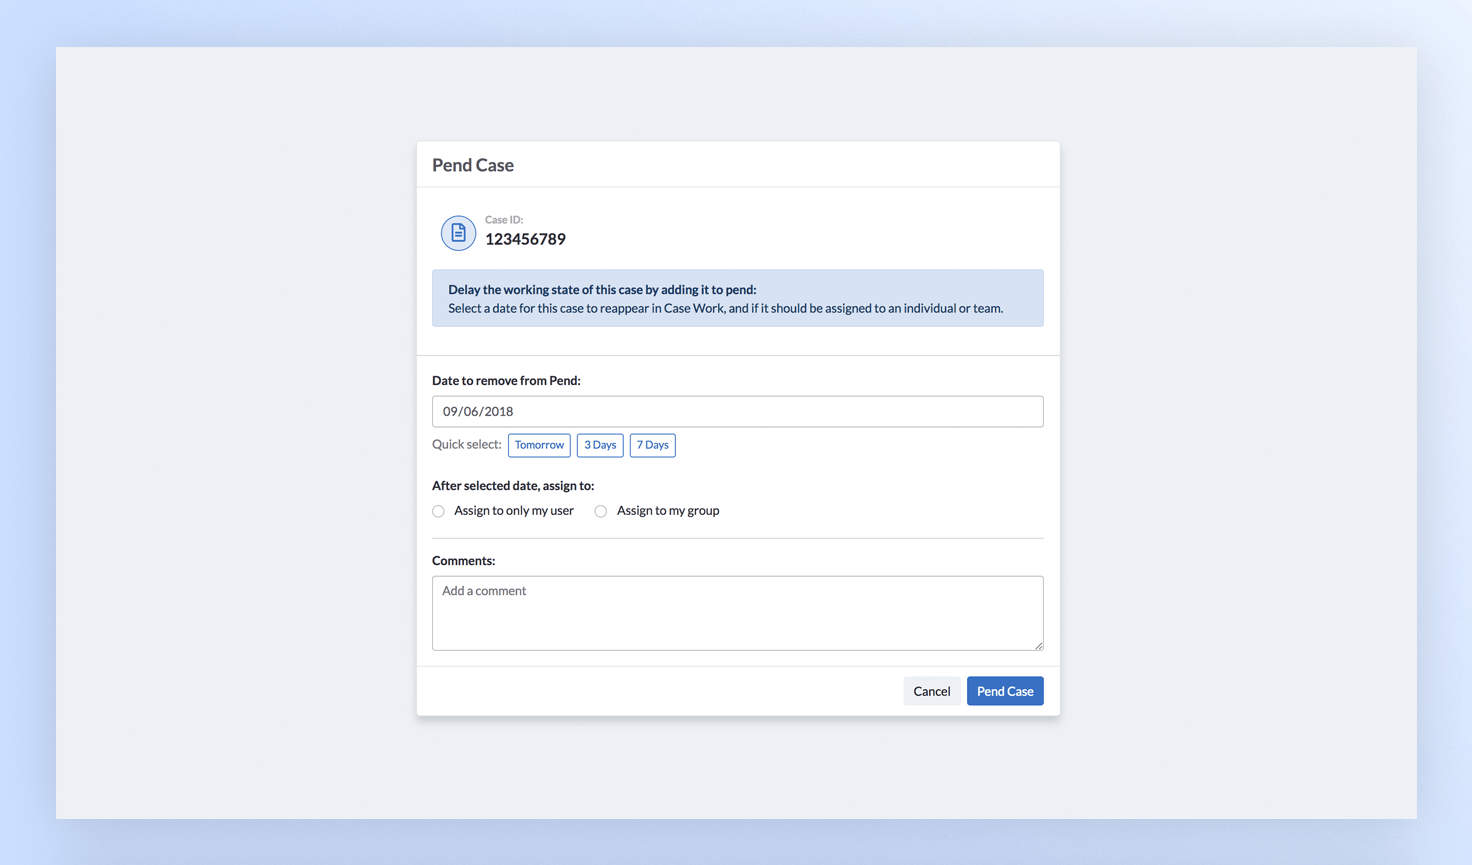 Pend Case
Case ID:
123456789
Delay the working state of this case by adding it to pend:
Select a date for this case to reappear in Case Work, and if it should be assigned to an individual or team.
Date to remove from Pend:
09/06/2018
Quick select: Tomorrow 3 Days 7 Days
After selected date, assign to:
Assign to only my user Assign to my group
Comments:
Add a comment
Cancel Pend Case